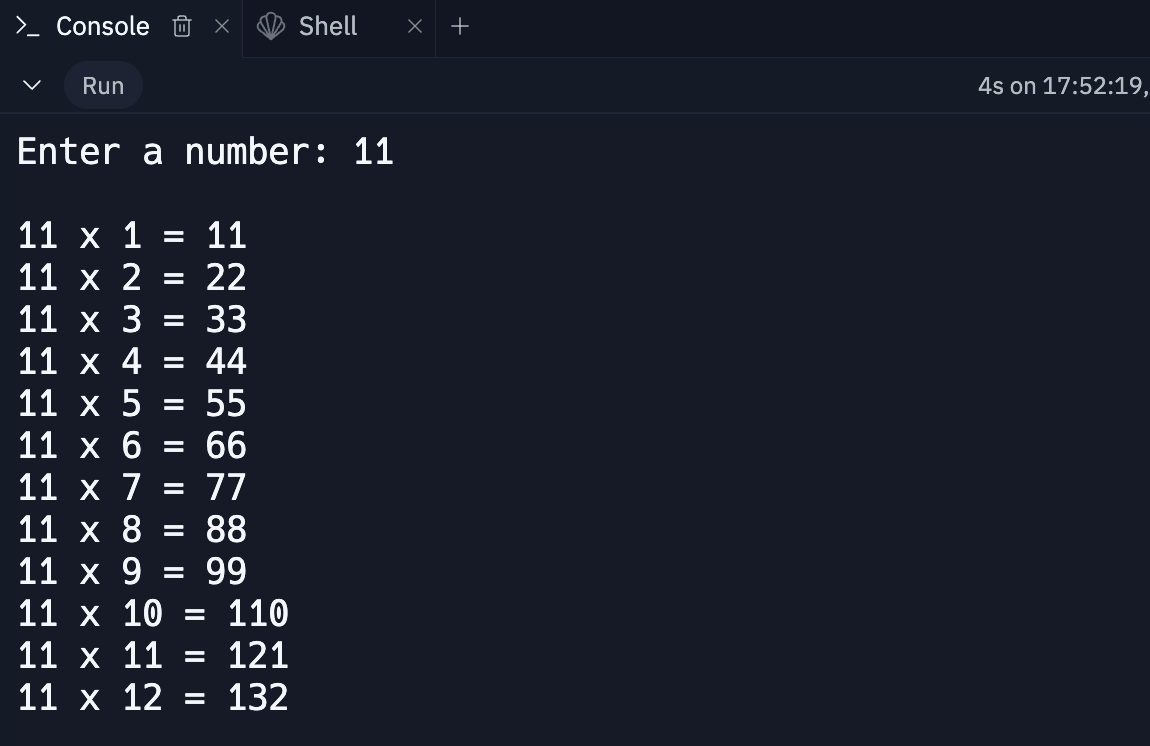 Console Shell
Run 4s on 17:52:19,
Enter a number: 11
11 x 1 = 11
11 x 2 = 22
11 x 3 = 33
11 x 4 = 44
11 x 5 = 55
11 x 6 = 66
11 x 7 = 77
11 x 8 = 88
11 x 9 = 99
11 x 10 = 110
11 x 11 = 121
11 x 12 = 132